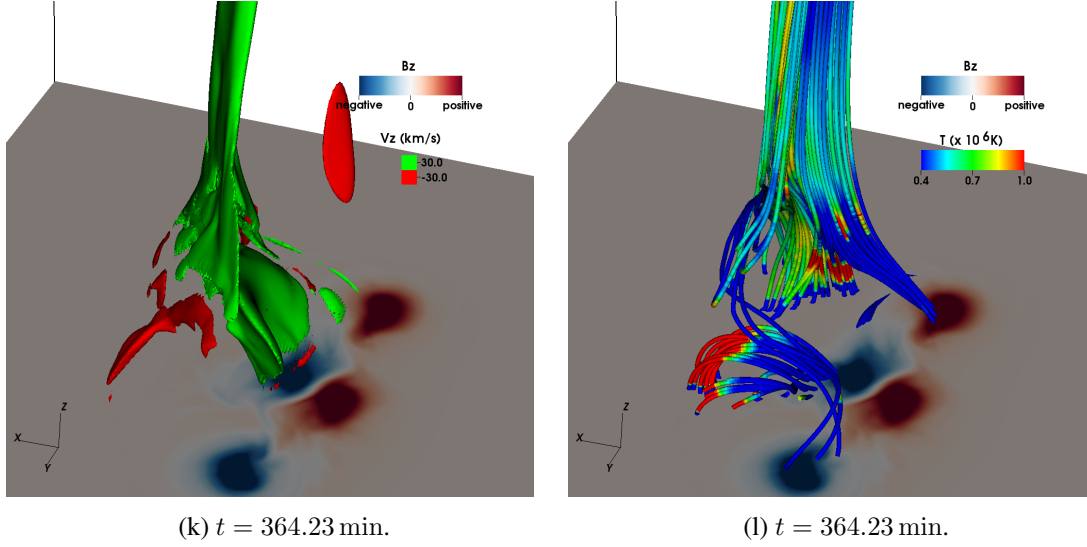 Bz
negative 0 positive
Vz (km/s)
30.0
-30.0
Z
X
Y
(k) t = 364.23 min.
Bz
negative 0 positive
T (x 10^6K)
0.4 0.7 1.0
Z
X
Y
(l) t = 364.23 min.